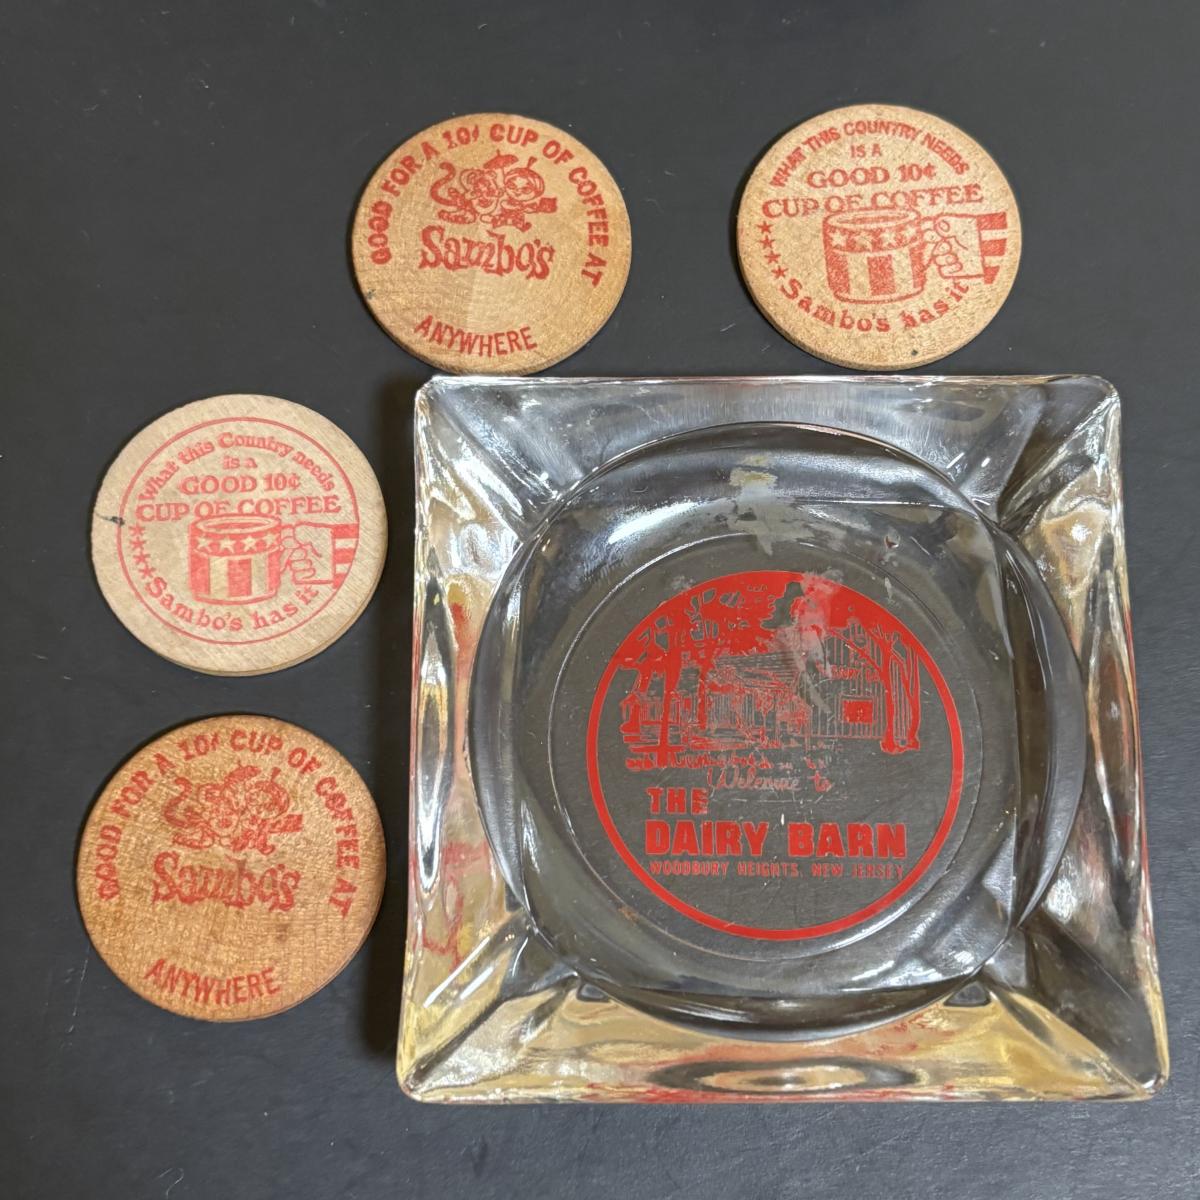 GOOD FOR A 10¢ CUP OF COFFEE AT
Sambo's
ANYWHERE
WHAT THIS COUNTRY NEEDS
IS A
GOOD 10¢
CUP OF COFFEE
Sambo's has it
What this Country needs
is a
GOOD 10¢
CUP OF COFFEE
Sambo's has it
GOOD FOR A 10¢ CUP OF COFFEE AT
Sambo's
ANYWHERE
Welcome to
THE
DAIRY BARN
WOODBURY HEIGHTS, NEW JERSEY